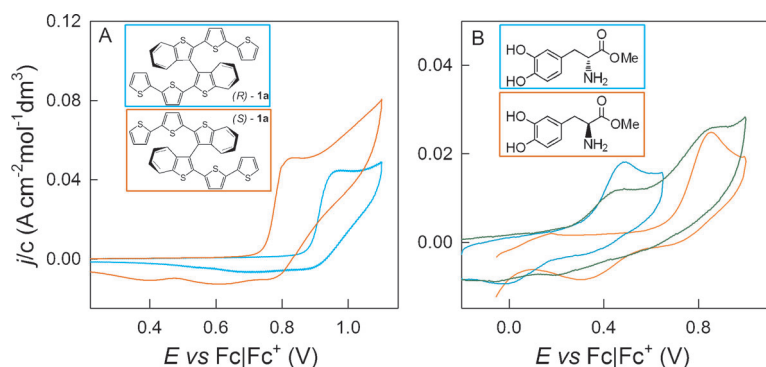 A
B
0.12
0.08
0.04
0.00
0.4
0.6
0.8
1.0
j/c (A cm⁻²mol⁻¹dm³)
E vs Fc|Fc⁺ (V)
S
S
S
S
S
S
(R) - 1a
(S) - 1a
S
S
S
S
S
S
0.04
0.02
0.00
0.0
0.4
0.8
E vs Fc|Fc⁺ (V)
HO
HO
O
OMe
NH₂
HO
HO
O
OMe
NH₂